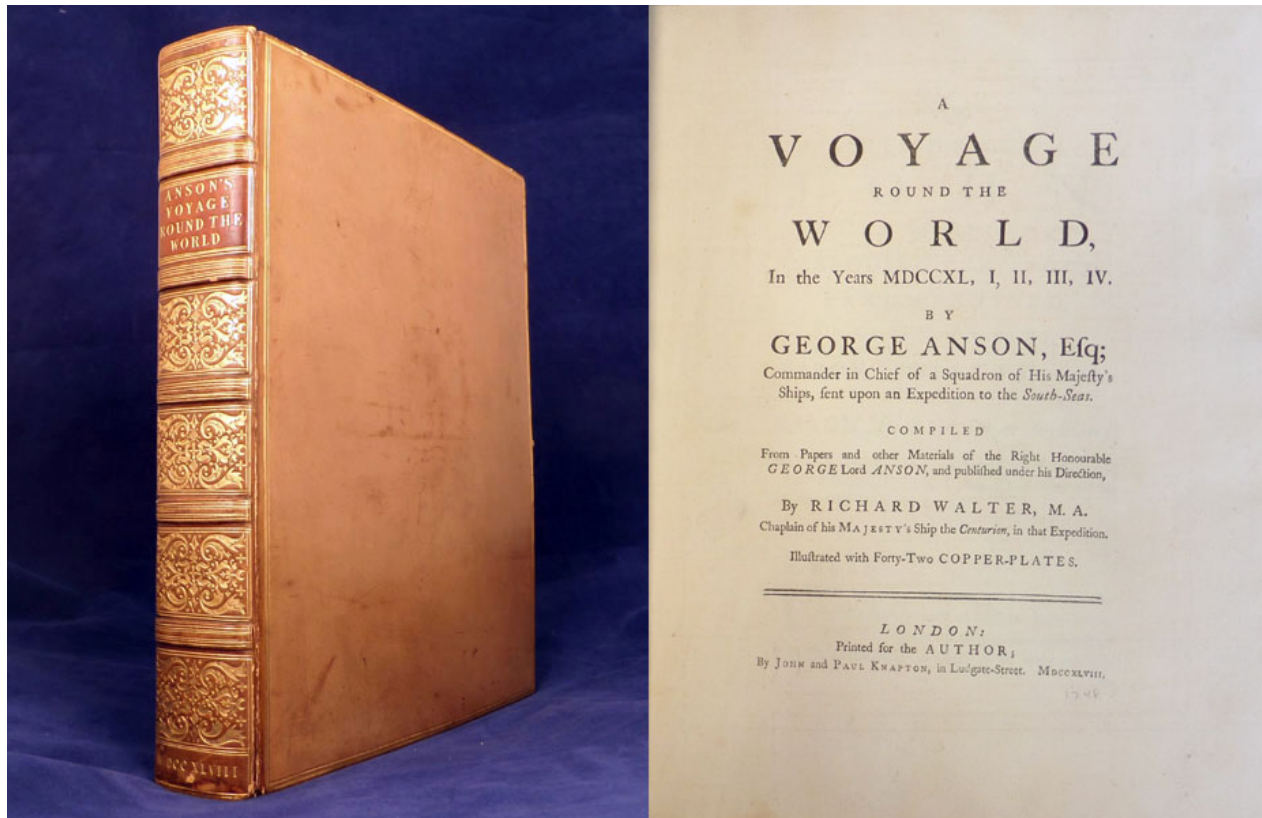 ANSON'S
VOYAGE
ROUND THE
WORLD
DCCXLVIII
A
VOYAGE
ROUND THE
WORLD,
In the Years MDCCXL, I, II, III, IV.
BY
GEORGE ANSON, Eſq;
Commander in Chief of a Squadron of His Majeſty's
Ships, ſent upon an Expedition to the South-Seas.
COMPILED
From Papers and other Materials of the Right Honourable
GEORGE Lord ANSON, and publiſhed under his Direction,
By RICHARD WALTER, M. A.
Chaplain of his MAJESTY's Ship the Centurion, in that Expedition.
Illuſtrated with Forty-Two COPPER-PLATES.
LONDON:
Printed for the AUTHOR;
By JOHN and PAUL KNAPTON, in Ludgate-Street. MDCCXLVIII.
1748